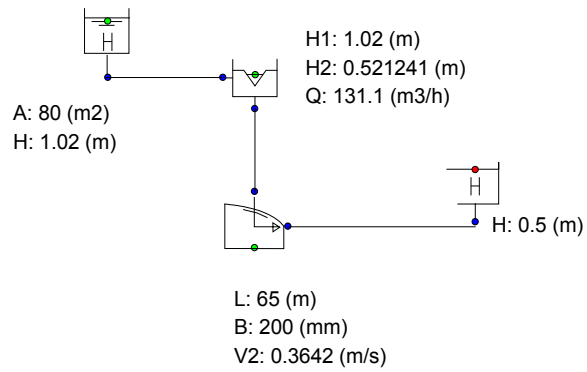 H
H1: 1.02 (m)
H2: 0.521241 (m)
Q: 131.1 (m3/h)
A: 80 (m2)
H: 1.02 (m)
H
H: 0.5 (m)
L: 65 (m)
B: 200 (mm)
V2: 0.3642 (m/s)